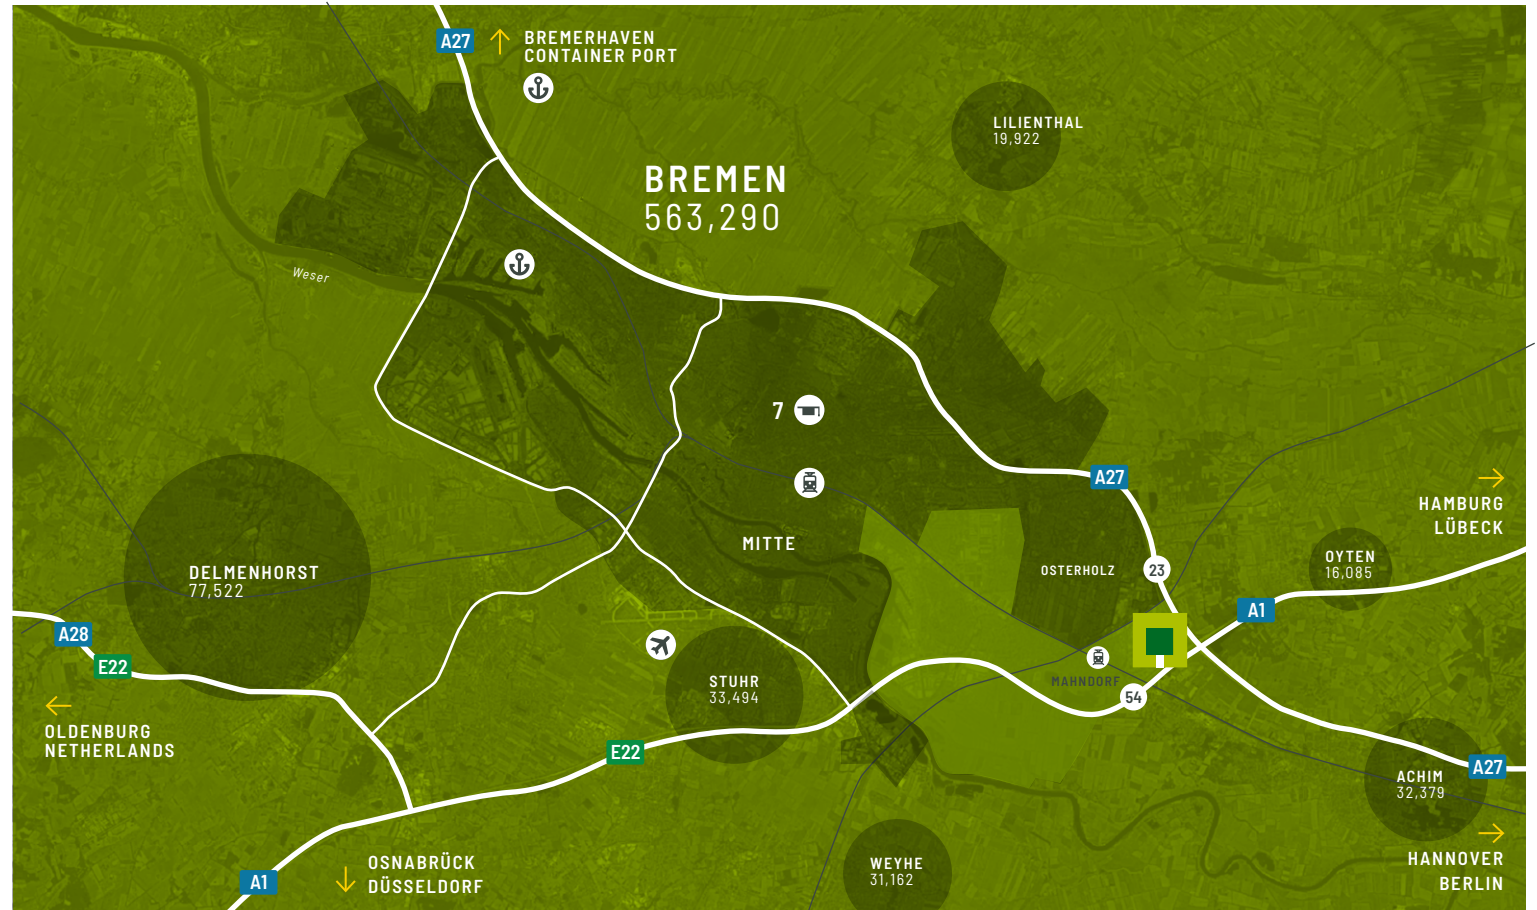 A27
BREMERHAVEN
CONTAINER PORT
LILIENTHAL
19,922
BREMEN
563,290
Weser
7
A27
HAMBURG
LÜBECK
MITTE
OSTERHOLZ
23
OYTEN
16,085
DELMENHORST
77,522
A1
A28
E22
STUHR
33,494
MAHNDORF
54
OLDENBURG
NETHERLANDS
E22
A27
ACHIM
32,379
OSNABRÜCK
DÜSSELDORF
A1
WEYHE
31,162
HANNOVER
BERLIN